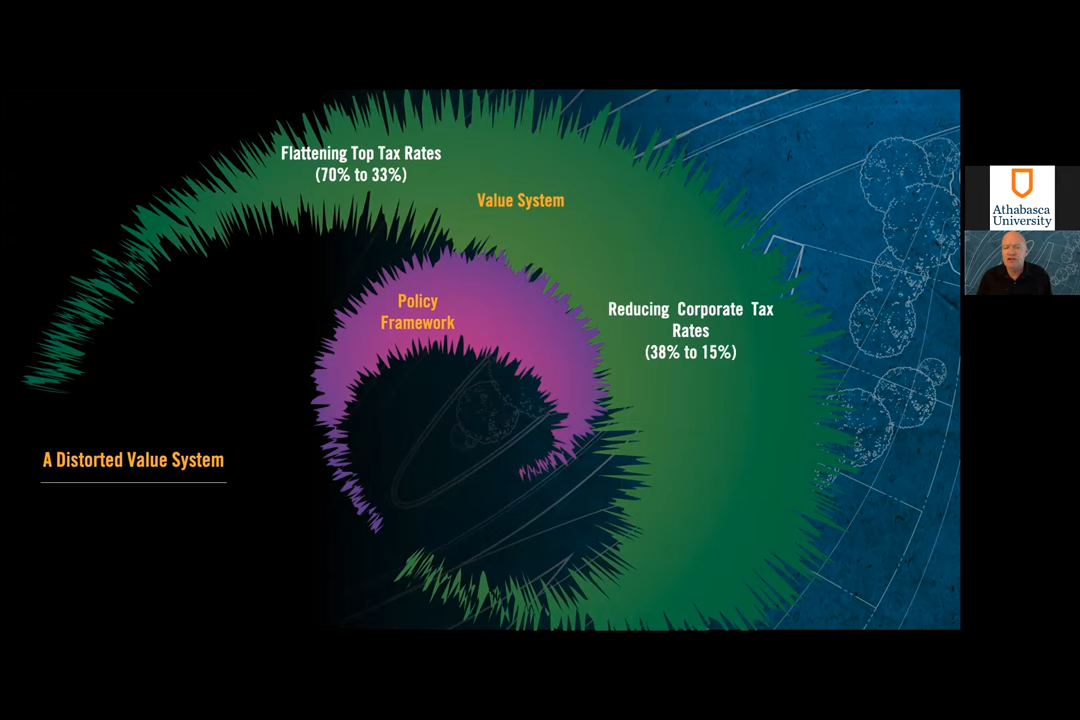 Flattening Top Tax Rates
(70% to 33%)
Value System
Policy
Framework
Reducing Corporate Tax
Rates
(38% to 15%)
A Distorted Value System
Athabasca
University